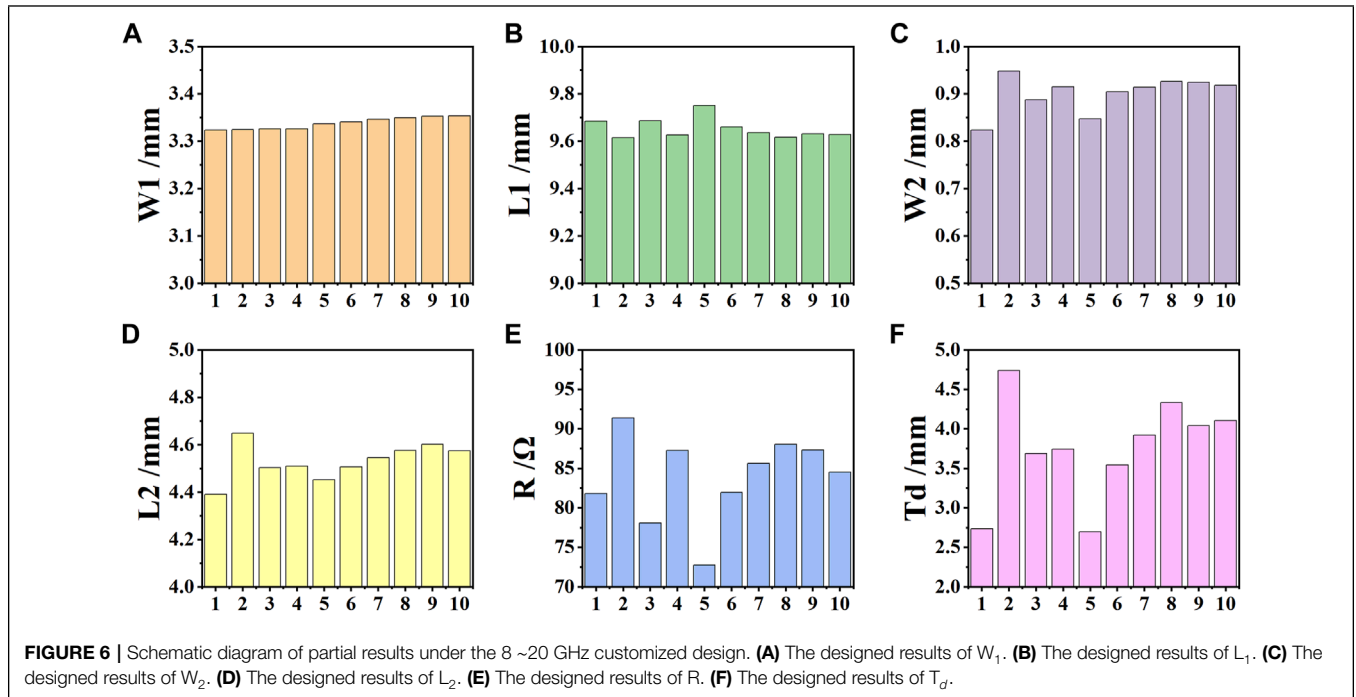 A
3.5
3.4
3.3
3.2
3.1
3.0
W1 /mm
1 2 3 4 5 6 7 8 9 10
B
10.0
9.8
9.6
9.4
9.2
9.0
L1 /mm
1 2 3 4 5 6 7 8 9 10
C
1.0
0.9
0.8
0.7
0.6
0.5
W2 /mm
1 2 3 4 5 6 7 8 9 10
D
5.0
4.8
4.6
4.4
4.2
4.0
L2 /mm
1 2 3 4 5 6 7 8 9 10
E
100
95
90
85
80
75
70
R /Ω
1 2 3 4 5 6 7 8 9 10
F
5.0
4.5
4.0
3.5
3.0
2.5
2.0
Td /mm
1 2 3 4 5 6 7 8 9 10
FIGURE 6 | Schematic diagram of partial results under the 8 ~20 GHz customized design. (A) The designed results of W₁. (B) The designed results of L₁. (C) The
designed results of W₂. (D) The designed results of L₂. (E) The designed results of R. (F) The designed results of T_d.